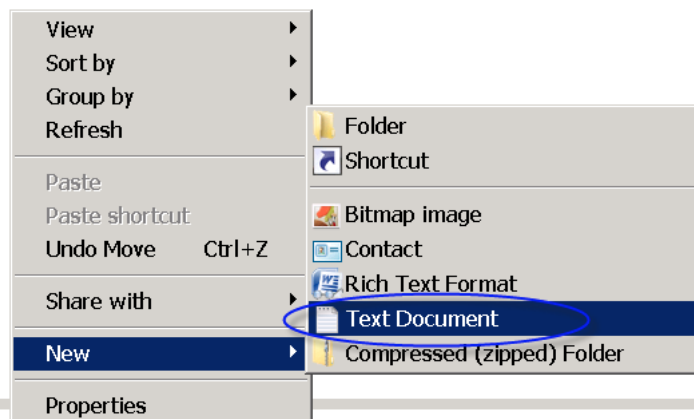 View
Sort by
Group by
Refresh
Paste
Paste shortcut
Undo Move Ctrl+Z
Share with
New
Properties
Folder
Shortcut
Bitmap image
Contact
Rich Text Format
Text Document
Compressed (zipped) Folder